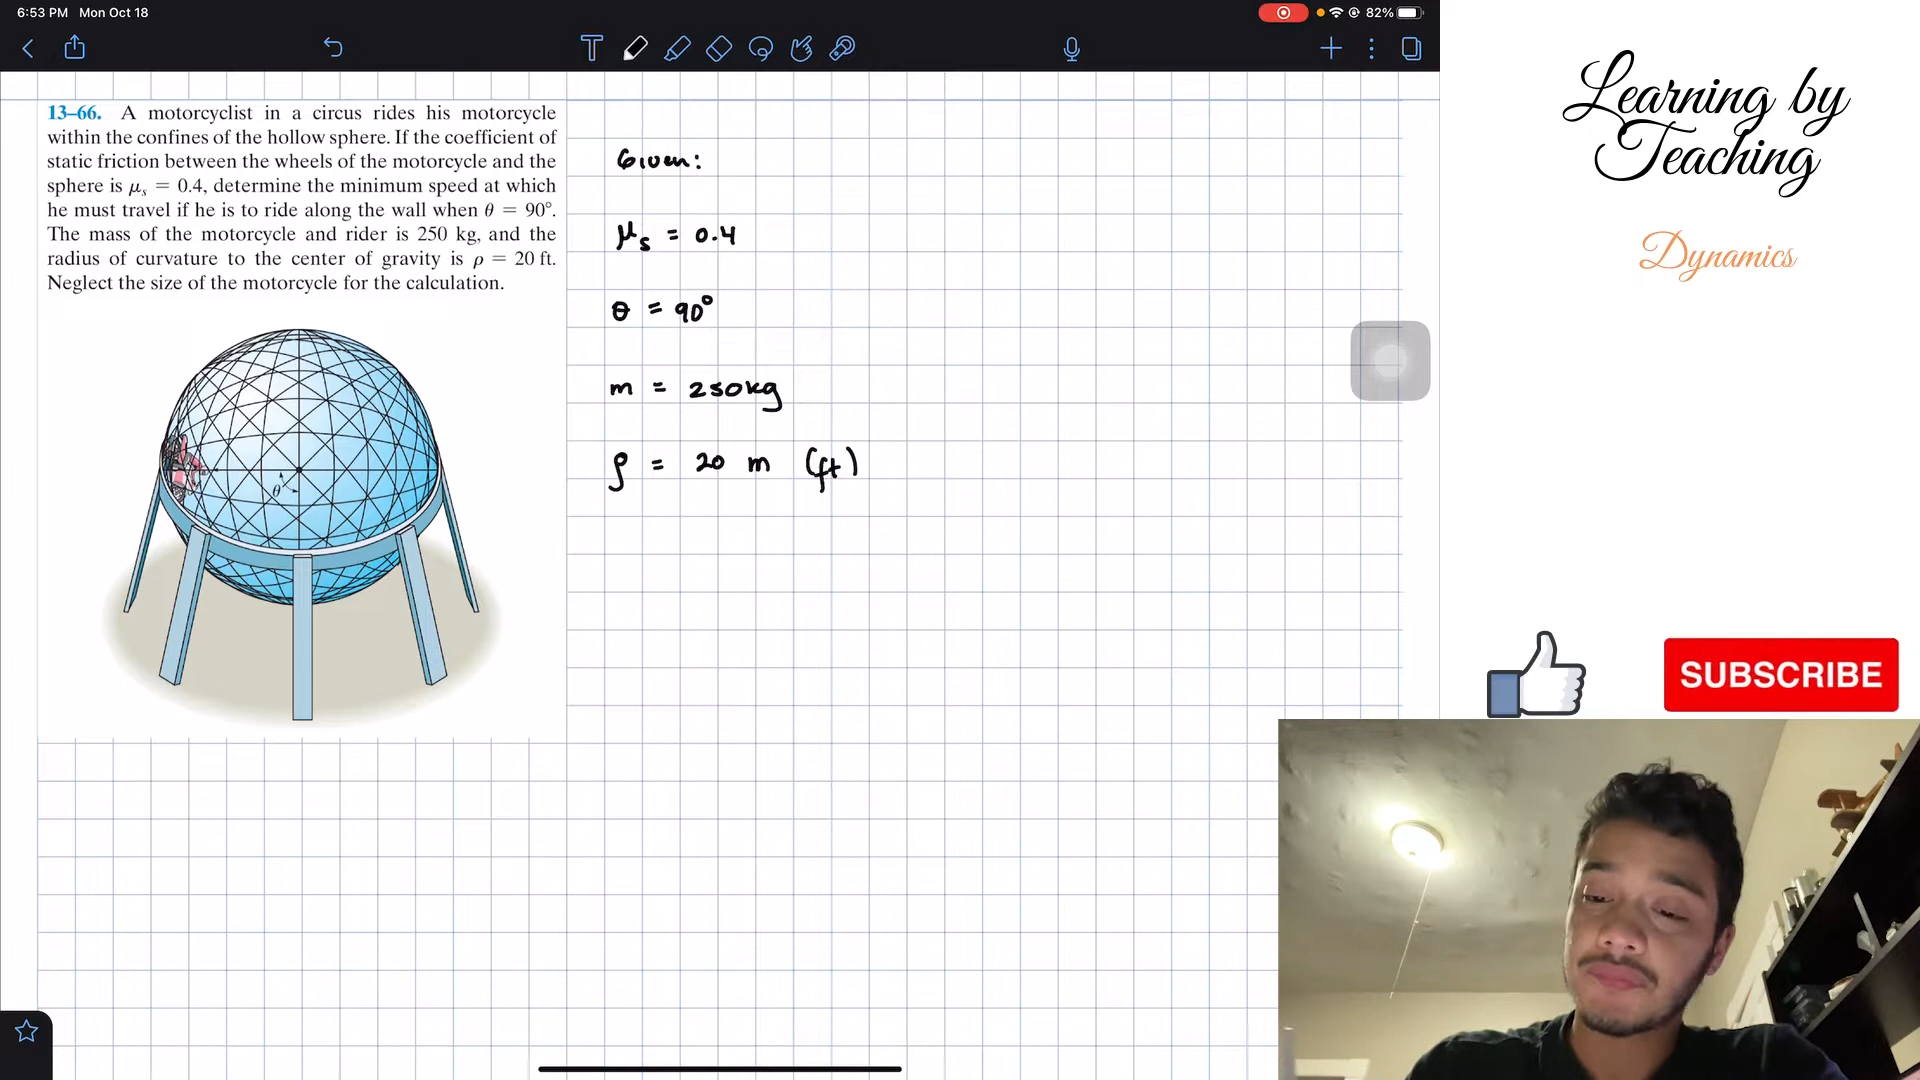 6:53 PM Mon Oct 18
82%
13–66. A motorcyclist in a circus rides his motorcycle
within the confines of the hollow sphere. If the coefficient of
static friction between the wheels of the motorcycle and the
sphere is μs = 0.4, determine the minimum speed at which
he must travel if he is to ride along the wall when θ = 90°.
The mass of the motorcycle and rider is 250 kg, and the
radius of curvature to the center of gravity is ρ = 20 ft.
Neglect the size of the motorcycle for the calculation.
θ
Given:
μs = 0.4
θ = 90°
m = 250kg
ρ = 20 m (ft)
Learning by
Teaching
Dynamics
SUBSCRIBE